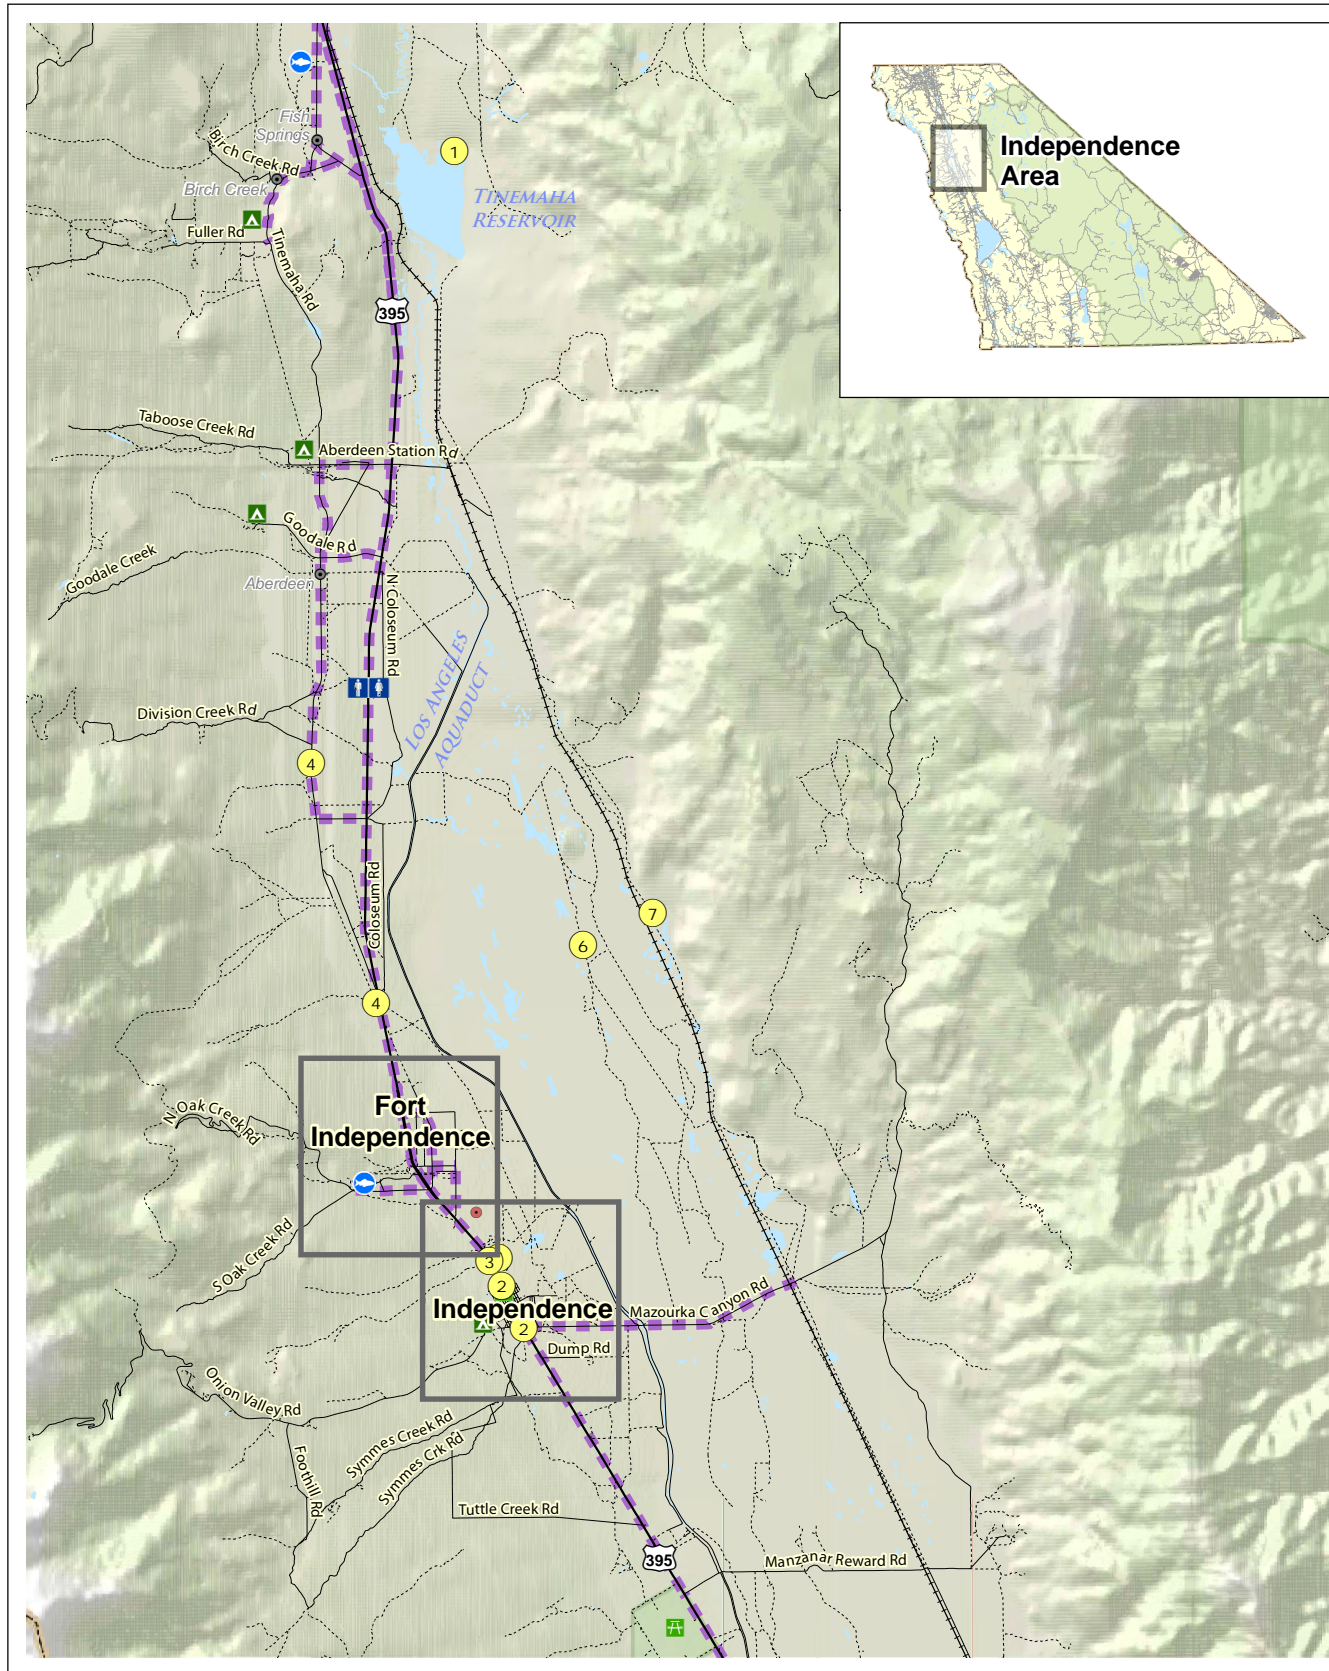 Independence
Area
Fish
Springs
1
Birch Creek Rd
Birch Creek
TINEMAHA
RESERVOIR
Fuller Rd
Tinemaha Rd
395
Taboose Creek Rd
Aberdeen Station Rd
Goodale Rd
Goodale Creek
Aberdeen
N Coloseum Rd
LOS ANGELES
AQUADUCT
Division Creek Rd
4
Coloseum Rd
7
6
4
Fort
Independence
N Oak Creek Rd
S Oak Creek Rd
3
2
Independence
Mazourka Canyon Rd
2
Dump Rd
Onion Valley Rd
Symmes Creek Rd
Symmes Crk Rd
Foothill Rd
Tuttle Creek Rd
395
Manzanar Reward Rd